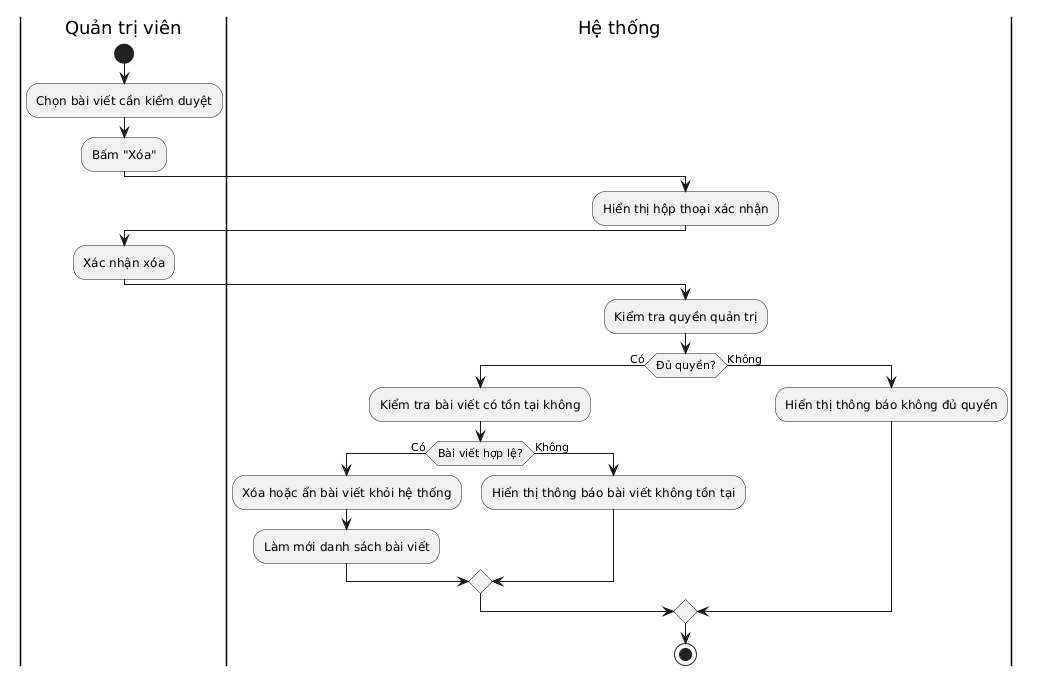 Quản trị viên
Hệ thống
Chọn bài viết cần kiểm duyệt
Bấm "Xóa"
Hiển thị hộp thoại xác nhận
Xác nhận xóa
Kiểm tra quyền quản trị
Có
Đủ quyền?
Không
Kiểm tra bài viết có tồn tại không
Hiển thị thông báo không đủ quyền
Có
Bài viết hợp lệ?
Không
Xóa hoặc ẩn bài viết khỏi hệ thống
Hiển thị thông báo bài viết không tồn tại
Làm mới danh sách bài viết